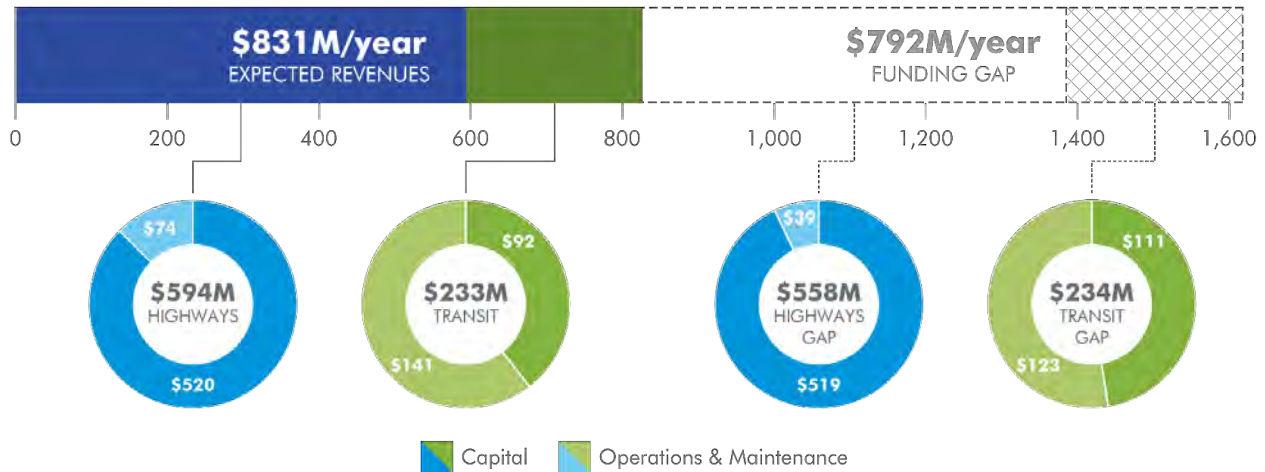 $831M/year
EXPECTED REVENUES
$792M/year
FUNDING GAP
0 200 400 600 800 1,000 1,200 1,400 1,600
$74
$594M
HIGHWAYS
$520
$92
$233M
TRANSIT
$141
$39
$558M
HIGHWAYS
GAP
$519
$111
$234M
TRANSIT
GAP
$123
Capital Operations & Maintenance